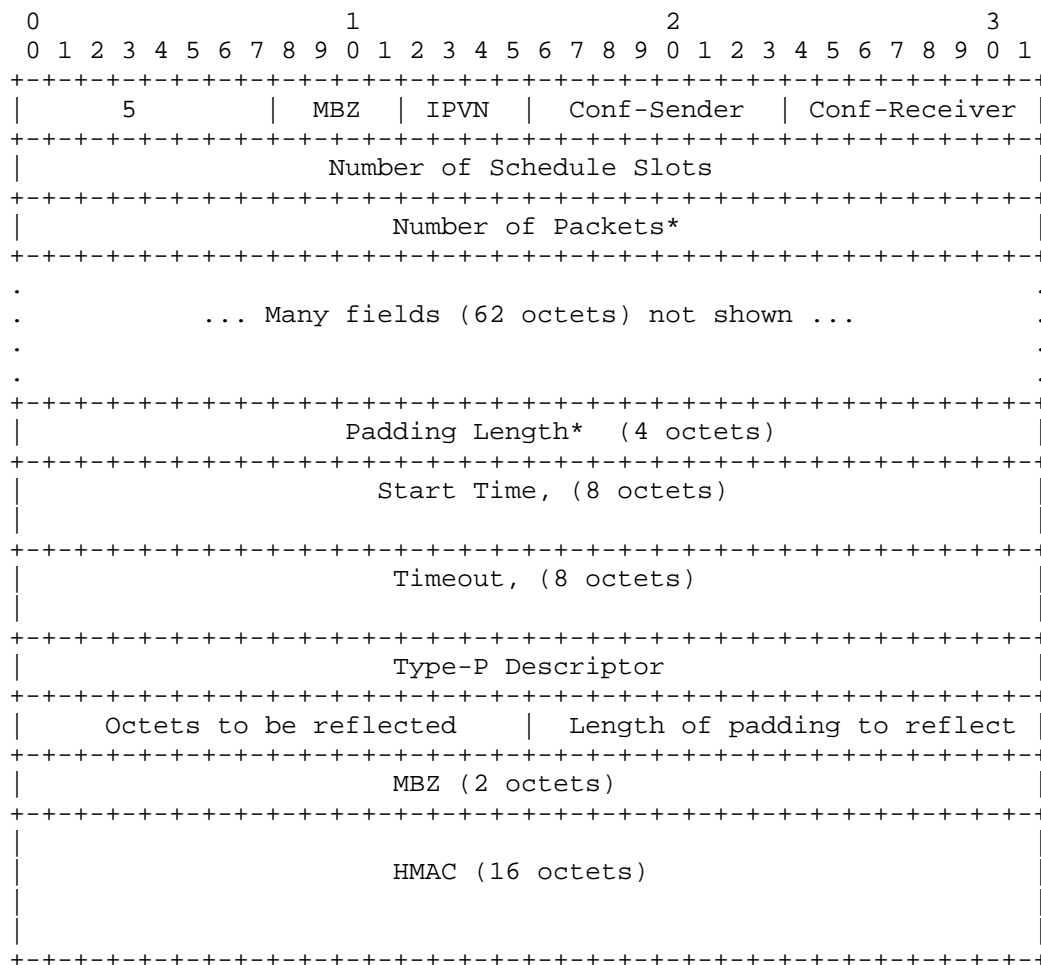 0                   1                   2                   3
0 1 2 3 4 5 6 7 8 9 0 1 2 3 4 5 6 7 8 9 0 1 2 3 4 5 6 7 8 9 0 1
+-+-+-+-+-+-+-+-+-+-+-+-+-+-+-+-+-+-+-+-+-+-+-+-+-+-+-+-+-+-+-+-+
|      5        |  MBZ  | IPVN  |  Conf-Sender  | Conf-Receiver |
+-+-+-+-+-+-+-+-+-+-+-+-+-+-+-+-+-+-+-+-+-+-+-+-+-+-+-+-+-+-+-+-+
|                   Number of Schedule Slots                    |
+-+-+-+-+-+-+-+-+-+-+-+-+-+-+-+-+-+-+-+-+-+-+-+-+-+-+-+-+-+-+-+-+
|                       Number of Packets*                      |
+-+-+-+-+-+-+-+-+-+-+-+-+-+-+-+-+-+-+-+-+-+-+-+-+-+-+-+-+-+-+-+-+
.                                                               .
.           ... Many fields (62 octets) not shown ...           .
.                                                               .
.                                                               .
+-+-+-+-+-+-+-+-+-+-+-+-+-+-+-+-+-+-+-+-+-+-+-+-+-+-+-+-+-+-+-+-+
|                    Padding Length*  (4 octets)                |
+-+-+-+-+-+-+-+-+-+-+-+-+-+-+-+-+-+-+-+-+-+-+-+-+-+-+-+-+-+-+-+-+
|                      Start Time, (8 octets)                   |
|                                                               |
+-+-+-+-+-+-+-+-+-+-+-+-+-+-+-+-+-+-+-+-+-+-+-+-+-+-+-+-+-+-+-+-+
|                       Timeout, (8 octets)                     |
|                                                               |
+-+-+-+-+-+-+-+-+-+-+-+-+-+-+-+-+-+-+-+-+-+-+-+-+-+-+-+-+-+-+-+-+
|                       Type-P Descriptor                       |
+-+-+-+-+-+-+-+-+-+-+-+-+-+-+-+-+-+-+-+-+-+-+-+-+-+-+-+-+-+-+-+-+
|     Octets to be reflected    |  Length of padding to reflect |
+-+-+-+-+-+-+-+-+-+-+-+-+-+-+-+-+-+-+-+-+-+-+-+-+-+-+-+-+-+-+-+-+
|                       MBZ (2 octets)                          |
+-+-+-+-+-+-+-+-+-+-+-+-+-+-+-+-+-+-+-+-+-+-+-+-+-+-+-+-+-+-+-+-+
|                                                               |
|                       HMAC (16 octets)                        |
|                                                               |
|                                                               |
+-+-+-+-+-+-+-+-+-+-+-+-+-+-+-+-+-+-+-+-+-+-+-+-+-+-+-+-+-+-+-+-+